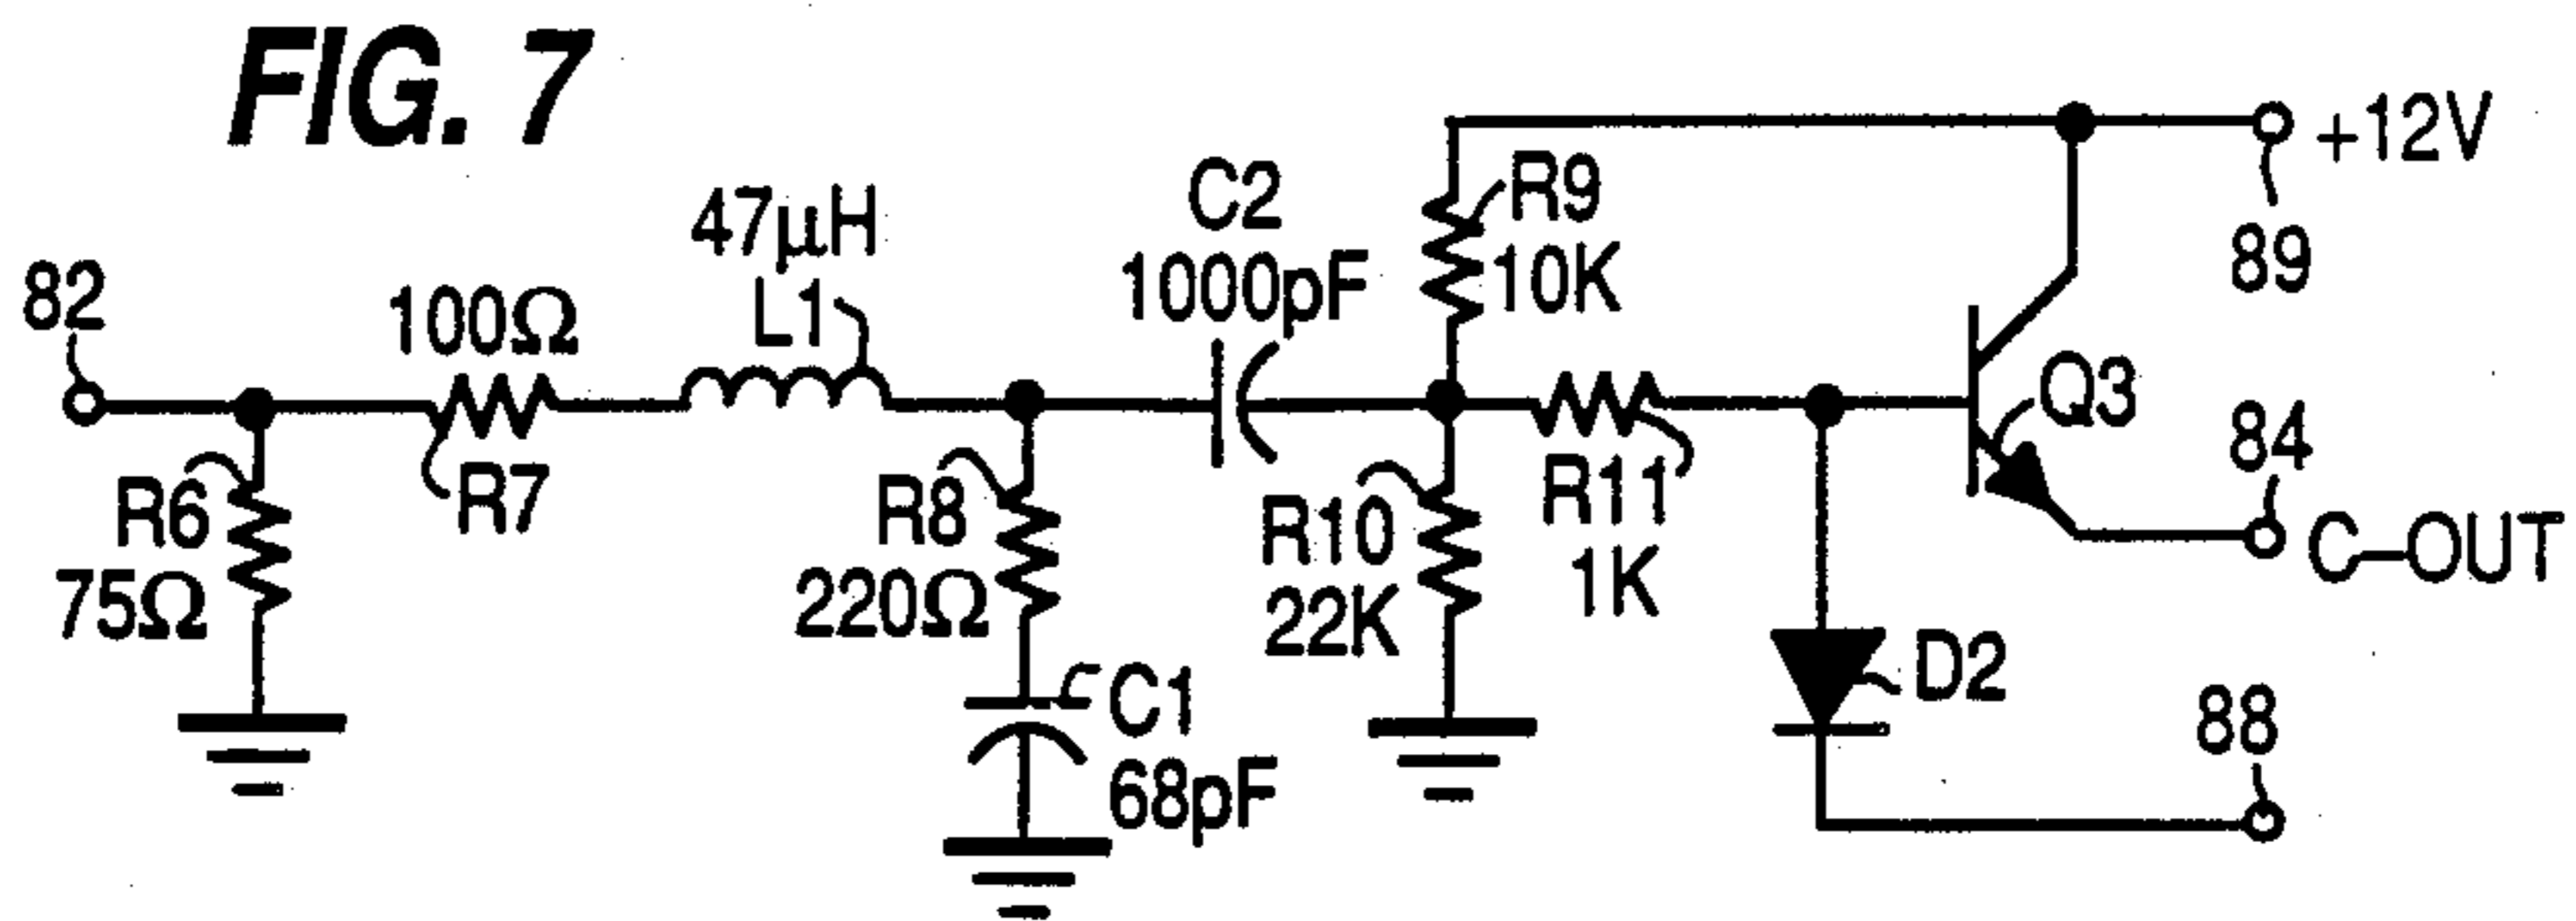 FIG. 7
82
R6
75Ω
100Ω
R7
47µH
L1
R8
220Ω
C1
68pF
C2
1000pF
R9
10K
R10
22K
R11
1K
Q3
D2
+12V
89
84
C–OUT
88